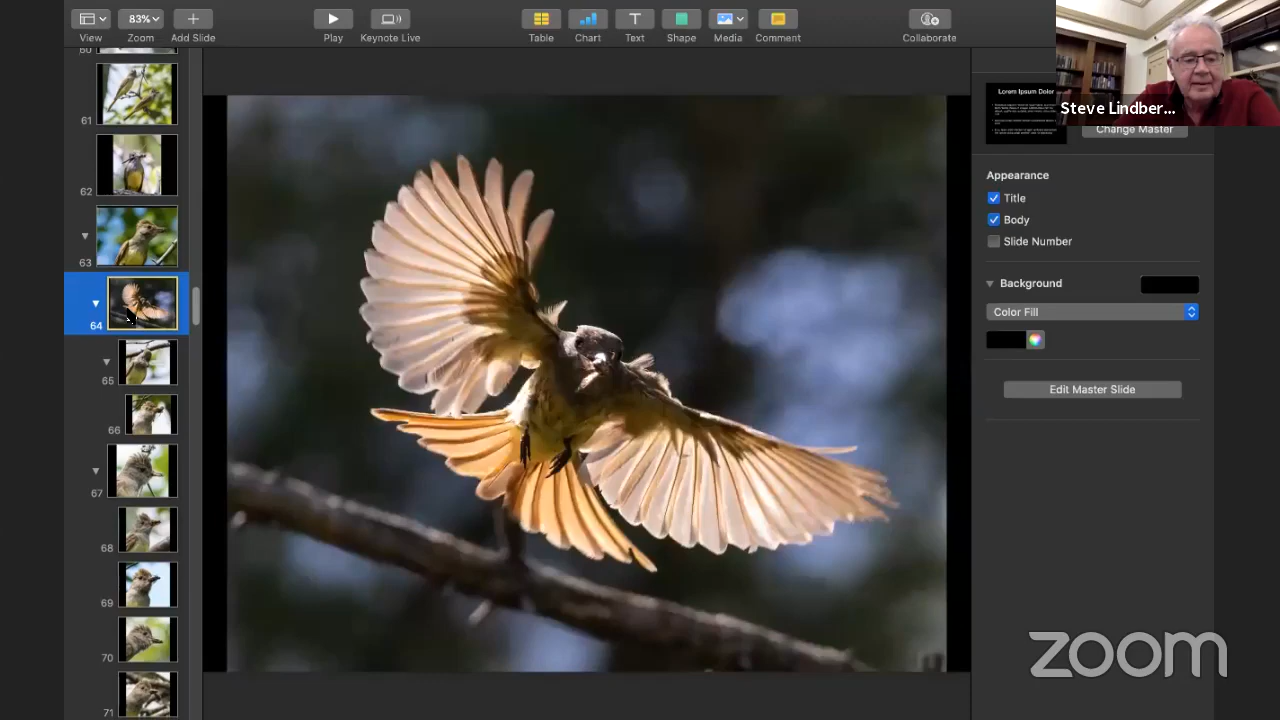 View
83%
Zoom
Add Slide
Play
Keynote Live
Table
Chart
Text
Shape
Media
Comment
Collaborate
60
61
62
63
64
65
66
67
68
69
70
71
Lorem Ipsum Dolor
Steve Lindber...
Change Master
Appearance
Title
Body
Slide Number
Background
Color Fill
Edit Master Slide
zoom